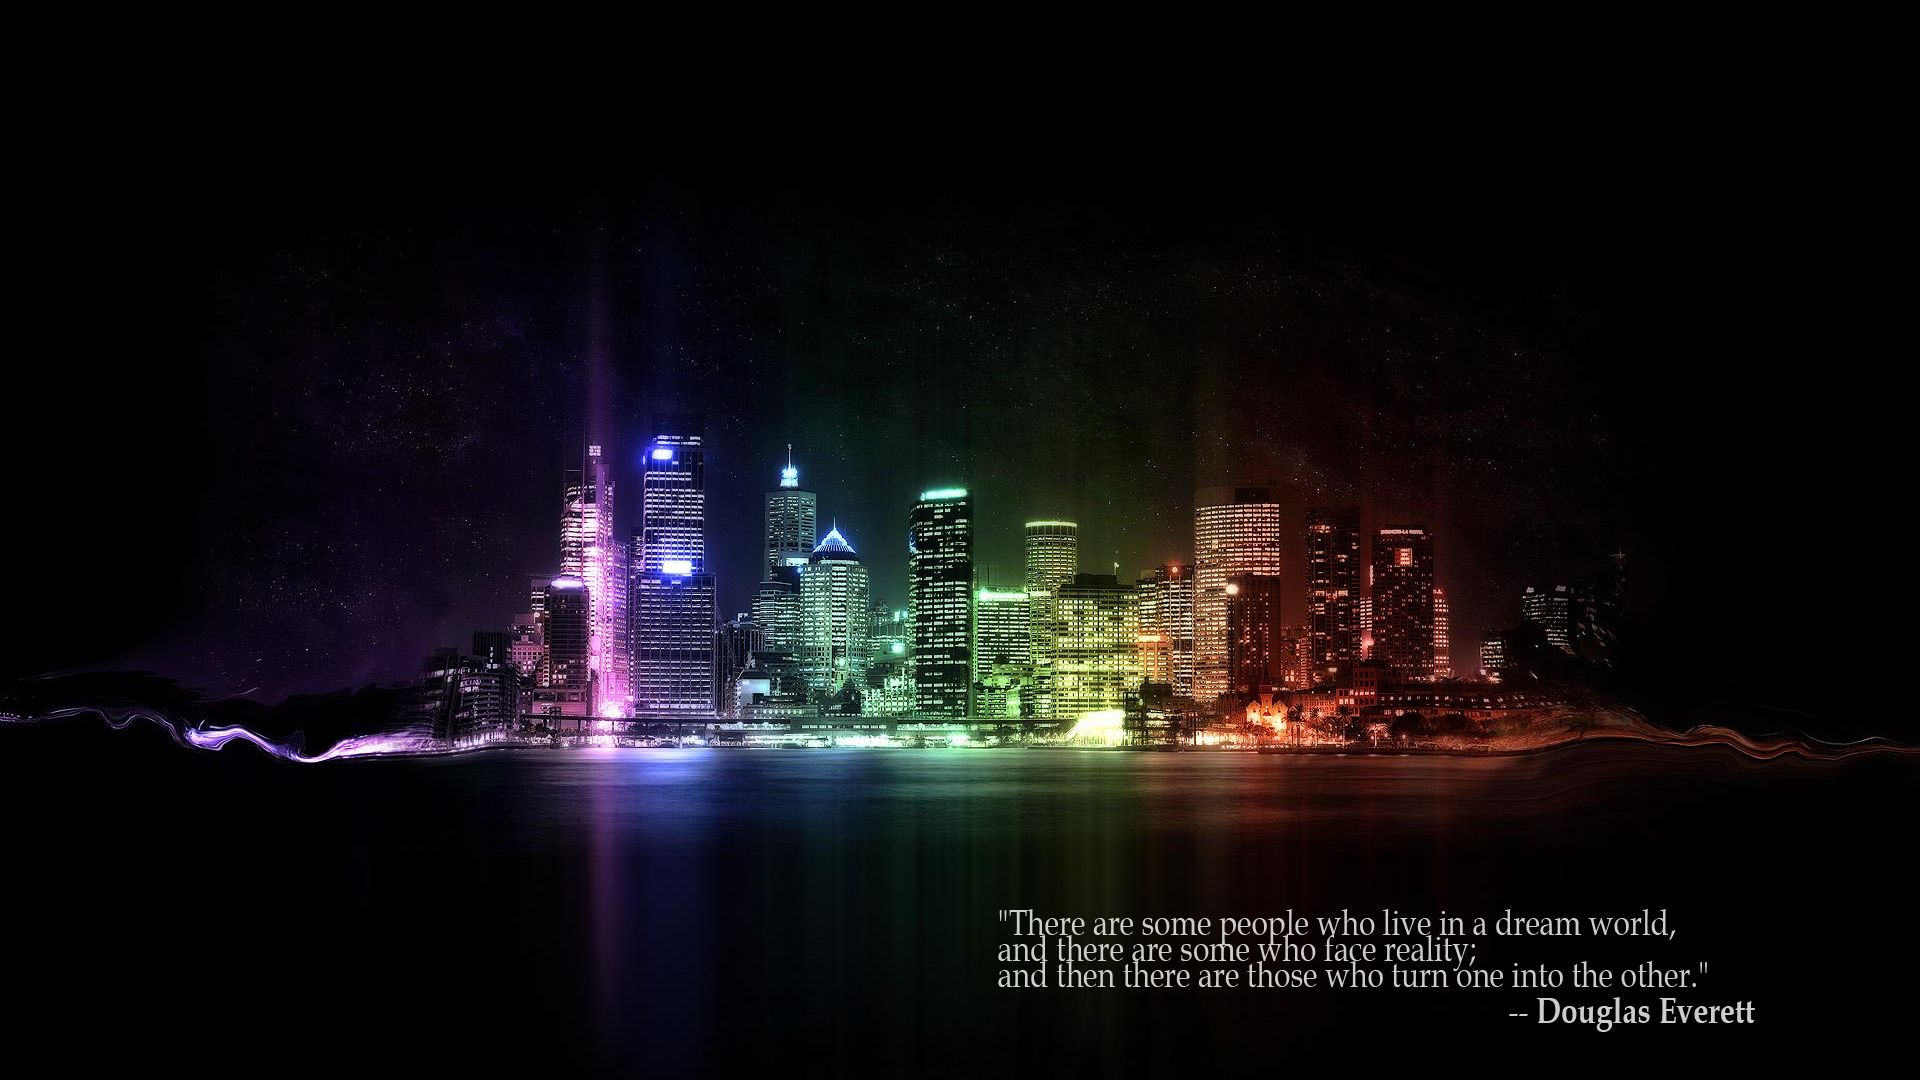 "There are some people who live in a dream world,
and there are some who face reality;
and then there are those who turn one into the other."
-- Douglas Everett